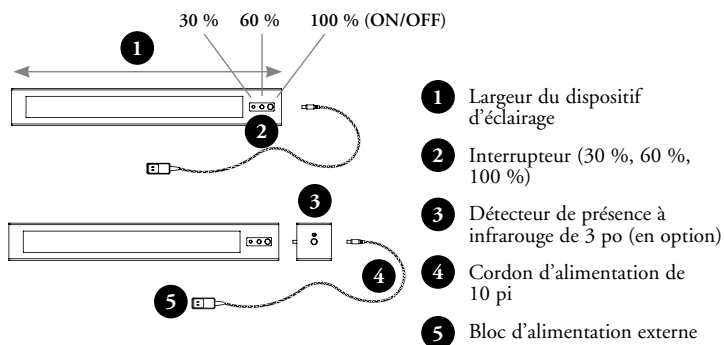 30 % 60 % 100 % (ON/OFF)
1
2
3
4
5
1 Largeur du dispositif
d'éclairage
2 Interrupteur (30 %, 60 %,
100 %)
3 Détecteur de présence à
infrarouge de 3 po (en option)
4 Cordon d'alimentation de
10 pi
5 Bloc d'alimentation externe